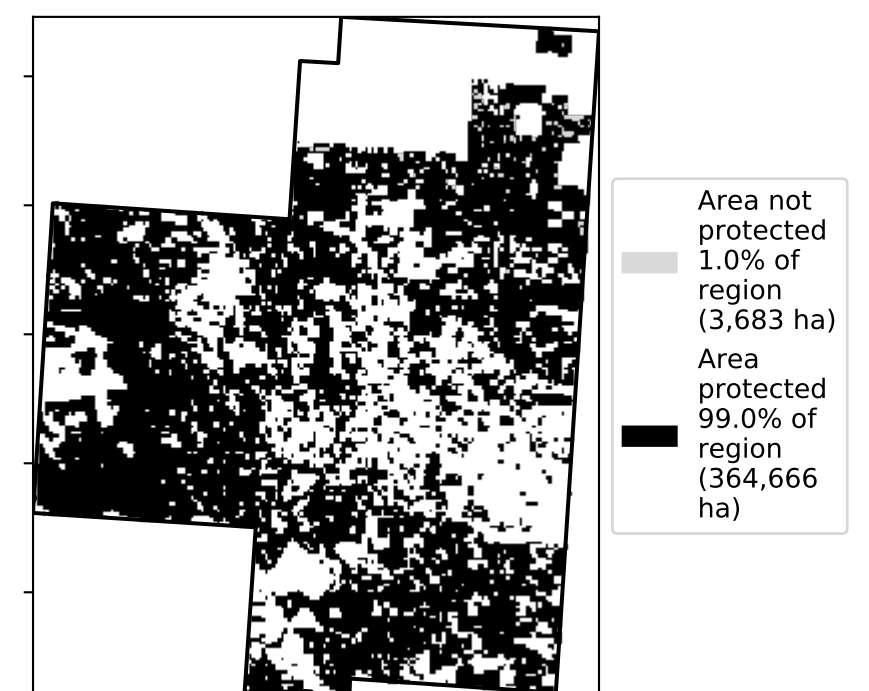 Area not
protected
1.0% of
region
(3,683 ha)
Area
protected
99.0% of
region
(364,666
ha)